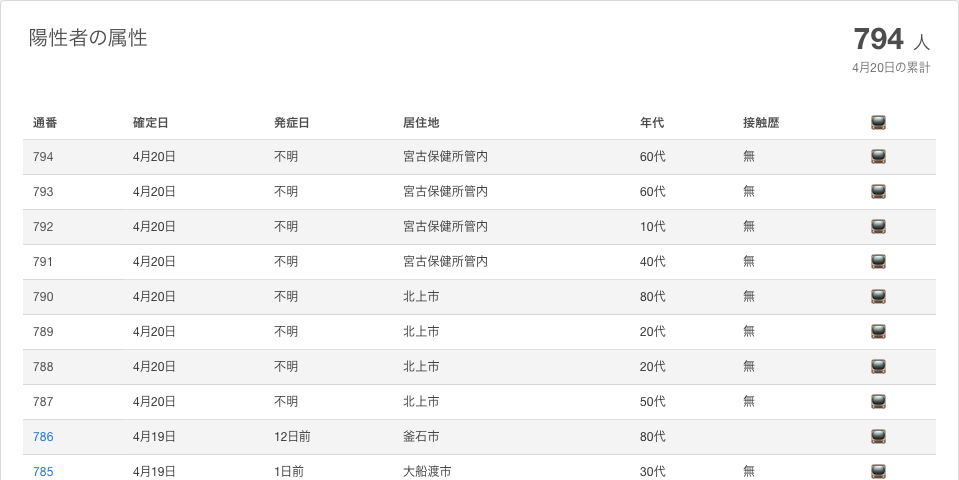 陽性者の属性
794 人
4月20日の累計
通番 確定日 発症日 居住地 年代 接触歴
794 4月20日 不明 宮古保健所管内 60代 無
793 4月20日 不明 宮古保健所管内 60代 無
792 4月20日 不明 宮古保健所管内 10代 無
791 4月20日 不明 宮古保健所管内 40代 無
790 4月20日 不明 北上市 80代 無
789 4月20日 不明 北上市 20代 無
788 4月20日 不明 北上市 20代 無
787 4月20日 不明 北上市 50代 無
786 4月19日 12日前 釜石市 80代
785 4月19日 1日前 大船渡市 30代 無